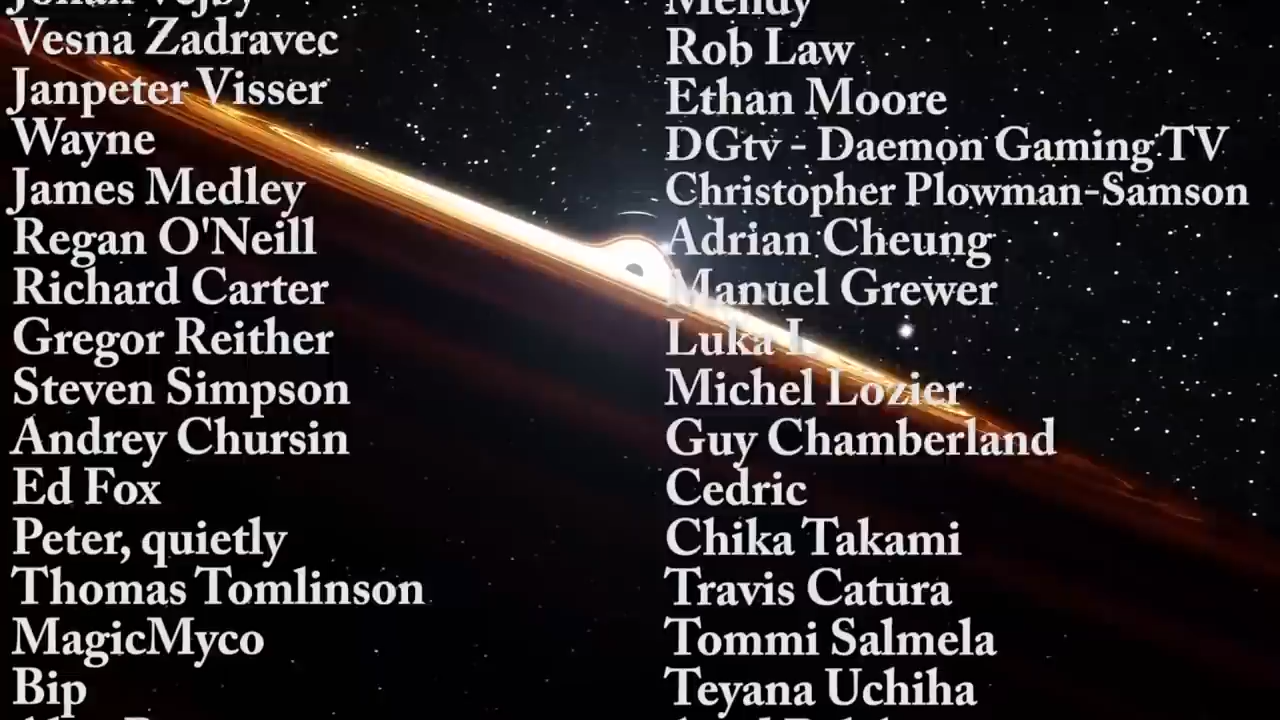 Vesna Zadravec
Janpeter Visser
Wayne
James Medley
Regan O'Neill
Richard Carter
Gregor Reither
Steven Simpson
Andrey Chursin
Ed Fox
Peter, quietly
Thomas Tomlinson
MagicMyco
Bip
Mendy
Rob Law
Ethan Moore
DGtv - Daemon Gaming TV
Christopher Plowman-Samson
Adrian Cheung
Manuel Grewer
Luka L.
Michel Lozier
Guy Chamberland
Cedric
Chika Takami
Travis Catura
Tommi Salmela
Teyana Uchiha